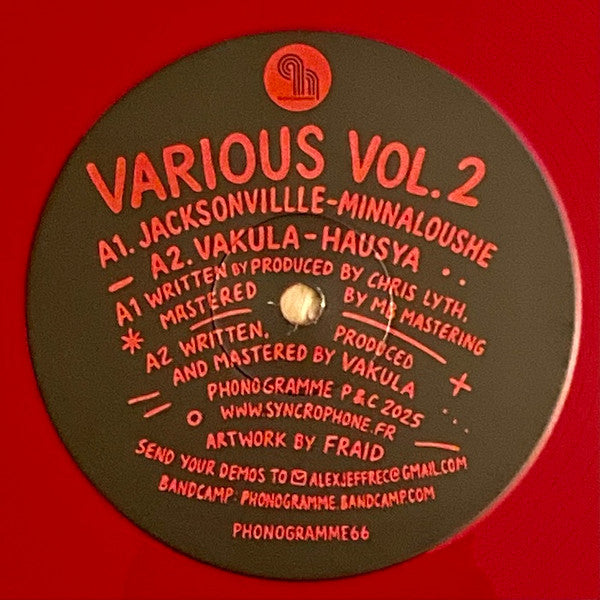 VARIOUS VOL. 2
A1. JACKSONVILLLE-MINNALOUSHE
A2. VAKULA-HAUSYA
A1 WRITTEN BY PRODUCED BY CHRIS LYTH.
MASTERED BY MB MASTERING
A2 WRITTEN. PRODUCED
AND MASTERED BY VAKULA
PHONOGRAMME P&C 2025
WWW.SYNCROPHONE.FR
ARTWORK BY FRAID
SEND YOUR DEMOS TO ALEXJEFFREC@GMAIL.COM
BANDCAMP: PHONOGRAMME.BANDCAMP.COM
PHONOGRAMME66